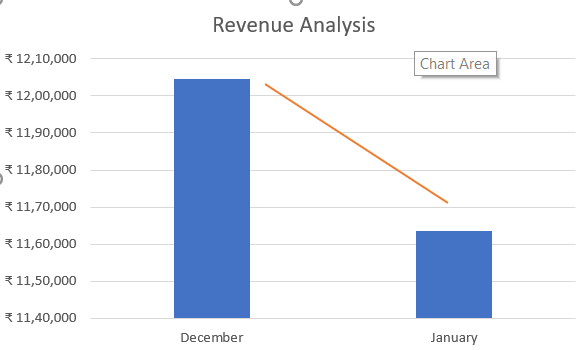 Revenue Analysis
Chart Area
₹ 12,10,000
₹ 12,00,000
₹ 11,90,000
₹ 11,80,000
₹ 11,70,000
₹ 11,60,000
₹ 11,50,000
₹ 11,40,000
December
January